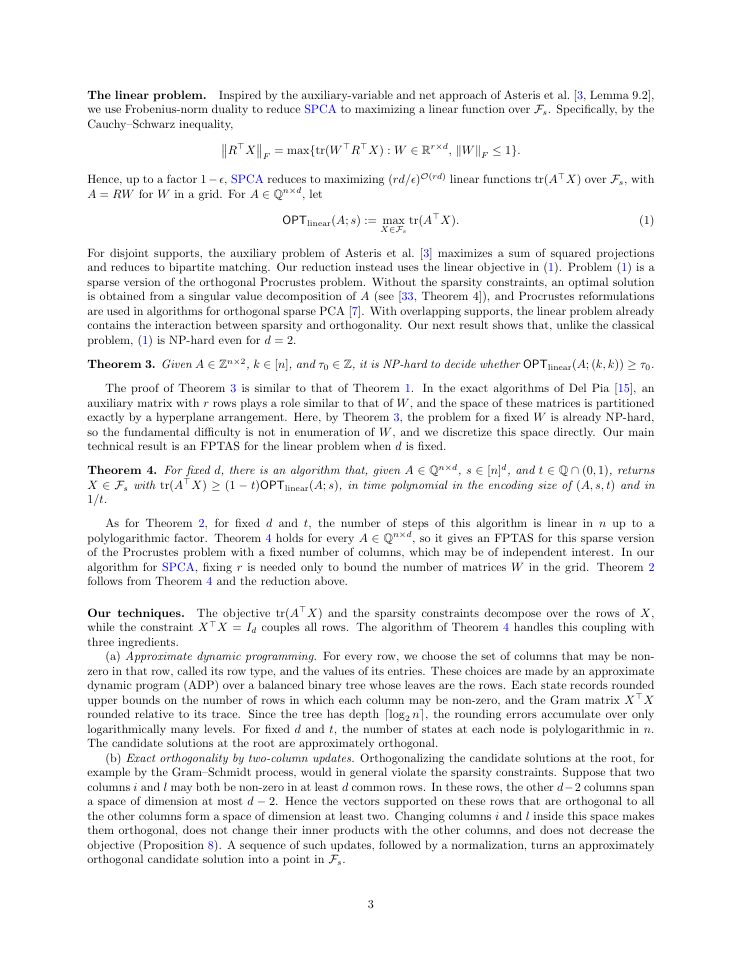 The linear problem. Inspired by the auxiliary-variable and net approach of Asteris et al. [3, Lemma 9.2],
we use Frobenius-norm duality to reduce SPCA to maximizing a linear function over ℱₛ. Specifically, by the
Cauchy–Schwarz inequality,
‖R⊤X‖_F = max{tr(W⊤R⊤X) : W ∈ ℝ^{r×d}, ‖W‖_F ≤ 1}.
Hence, up to a factor 1 − ϵ, SPCA reduces to maximizing (rd/ϵ)^{𝒪(rd)} linear functions tr(A⊤X) over ℱₛ, with
A = RW for W in a grid. For A ∈ ℚ^{n×d}, let
OPT_linear(A; s) := max_{X∈ℱₛ} tr(A⊤X). (1)
For disjoint supports, the auxiliary problem of Asteris et al. [3] maximizes a sum of squared projections
and reduces to bipartite matching. Our reduction instead uses the linear objective in (1). Problem (1) is a
sparse version of the orthogonal Procrustes problem. Without the sparsity constraints, an optimal solution
is obtained from a singular value decomposition of A (see [33, Theorem 4]), and Procrustes reformulations
are used in algorithms for orthogonal sparse PCA [7]. With overlapping supports, the linear problem already
contains the interaction between sparsity and orthogonality. Our next result shows that, unlike the classical
problem, (1) is NP-hard even for d = 2.
Theorem 3. Given A ∈ ℤ^{n×2}, k ∈ [n], and τ₀ ∈ ℤ, it is NP-hard to decide whether OPT_linear(A; (k, k)) ≥ τ₀.
The proof of Theorem 3 is similar to that of Theorem 1. In the exact algorithms of Del Pia [15], an
auxiliary matrix with r rows plays a role similar to that of W, and the space of these matrices is partitioned
exactly by a hyperplane arrangement. Here, by Theorem 3, the problem for a fixed W is already NP-hard,
so the fundamental difficulty is not in enumeration of W, and we discretize this space directly. Our main
technical result is an FPTAS for the linear problem when d is fixed.
Theorem 4. For fixed d, there is an algorithm that, given A ∈ ℚ^{n×d}, s ∈ [n]^d, and t ∈ ℚ ∩ (0, 1), returns
X ∈ ℱₛ with tr(A⊤X) ≥ (1 − t)OPT_linear(A; s), in time polynomial in the encoding size of (A, s, t) and in
1/t.
As for Theorem 2, for fixed d and t, the number of steps of this algorithm is linear in n up to a
polylogarithmic factor. Theorem 4 holds for every A ∈ ℚ^{n×d}, so it gives an FPTAS for this sparse version
of the Procrustes problem with a fixed number of columns, which may be of independent interest. In our
algorithm for SPCA, fixing r is needed only to bound the number of matrices W in the grid. Theorem 2
follows from Theorem 4 and the reduction above.
Our techniques. The objective tr(A⊤X) and the sparsity constraints decompose over the rows of X,
while the constraint X⊤X = I_d couples all rows. The algorithm of Theorem 4 handles this coupling with
three ingredients.
(a) Approximate dynamic programming. For every row, we choose the set of columns that may be non-
zero in that row, called its row type, and the values of its entries. These choices are made by an approximate
dynamic program (ADP) over a balanced binary tree whose leaves are the rows. Each state records rounded
upper bounds on the number of rows in which each column may be non-zero, and the Gram matrix X⊤X
rounded relative to its trace. Since the tree has depth ⌈log₂ n⌉, the rounding errors accumulate over only
logarithmically many levels. For fixed d and t, the number of states at each node is polylogarithmic in n.
The candidate solutions at the root are approximately orthogonal.
(b) Exact orthogonality by two-column updates. Orthogonalizing the candidate solutions at the root, for
example by the Gram–Schmidt process, would in general violate the sparsity constraints. Suppose that two
columns i and l may both be non-zero in at least d common rows. In these rows, the other d − 2 columns span
a space of dimension at most d − 2. Hence the vectors supported on these rows that are orthogonal to all
the other columns form a space of dimension at least two. Changing columns i and l inside this space makes
them orthogonal, does not change their inner products with the other columns, and does not decrease the
objective (Proposition 8). A sequence of such updates, followed by a normalization, turns an approximately
orthogonal candidate solution into a point in ℱₛ.
3